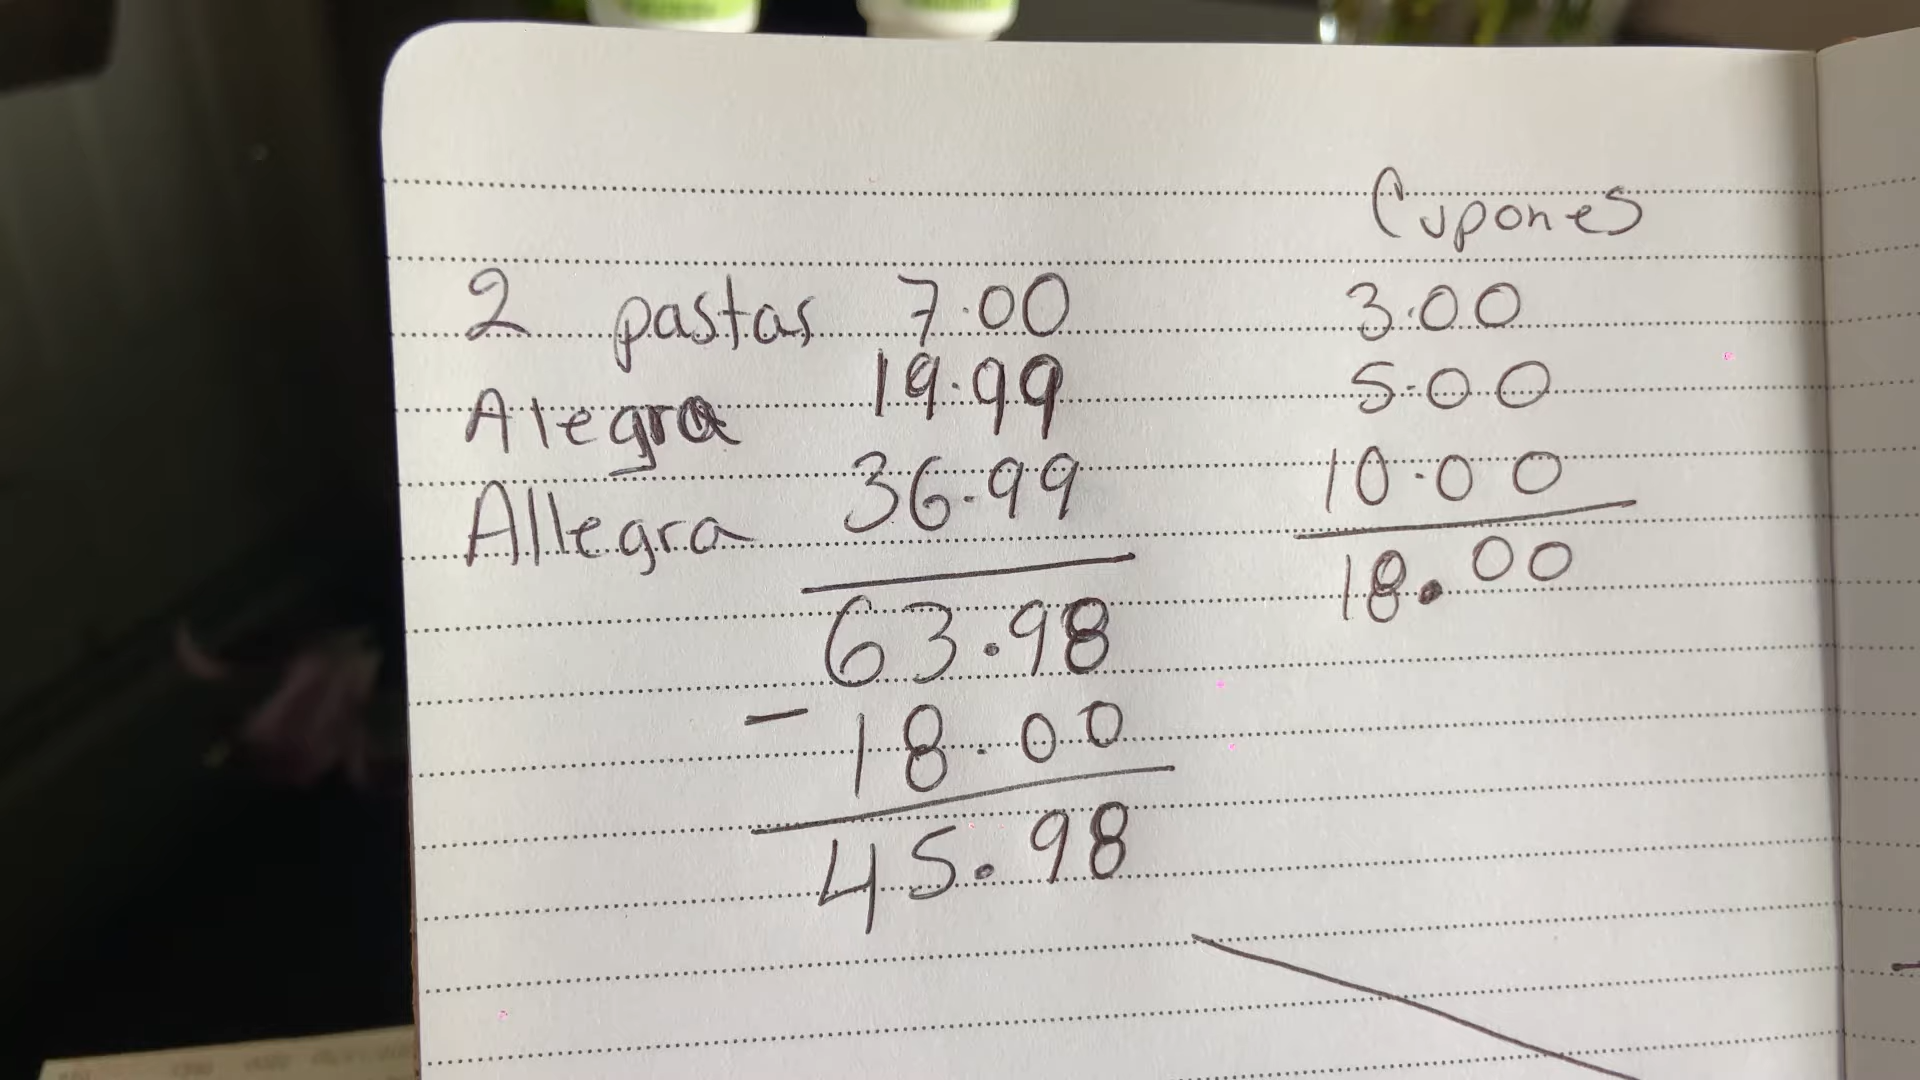 Cupones
2 pastas 7.00 3.00
Alegra 19.99 5.00
Allegra 36.99 10.00
63.98 18.00
- 18.00
45.98